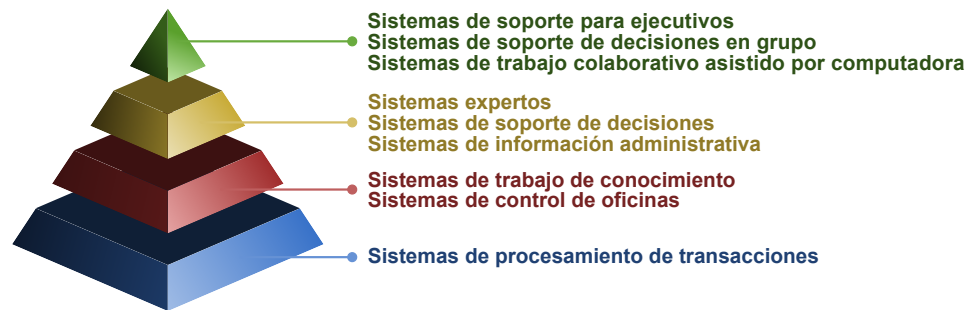 Sistemas de soporte para ejecutivos
Sistemas de soporte de decisiones en grupo
Sistemas de trabajo colaborativo asistido por computadora
Sistemas expertos
Sistemas de soporte de decisiones
Sistemas de información administrativa
Sistemas de trabajo de conocimiento
Sistemas de control de oficinas
Sistemas de procesamiento de transacciones